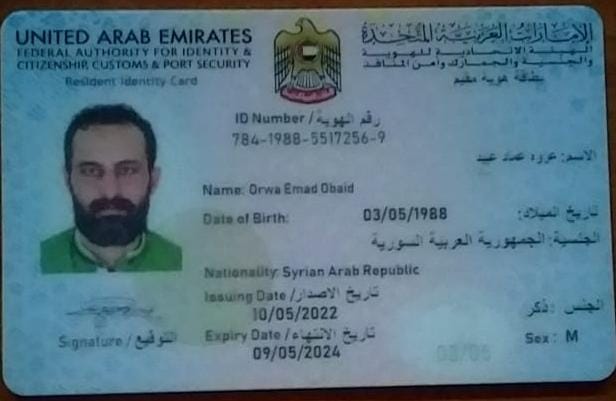 UNITED ARAB EMIRATES
FEDERAL AUTHORITY FOR IDENTITY &
CITIZENSHIP, CUSTOMS & PORT SECURITY
Resident Identity Card
الإمارات العربية المتحدة
الهيئة الاتحادية للهوية
والجنسية والجمارك وأمن المنافذ
بطاقة هوية مقيم
ID Number / رقم الهوية
784-1988-5517256-9
الاسم: عروه عماد عبيد
Name: Orwa Emad Obaid
Date of Birth: 03/05/1988 تاريخ الميلاد:
الجنسية: الجمهورية العربية السورية
Nationality: Syrian Arab Republic
Issuing Date / تاريخ الاصدار
10/05/2022
الجنس: ذكر
Expiry Date / تاريخ الانتهاء
09/05/2024
Sex: M
Signature / التوقيع